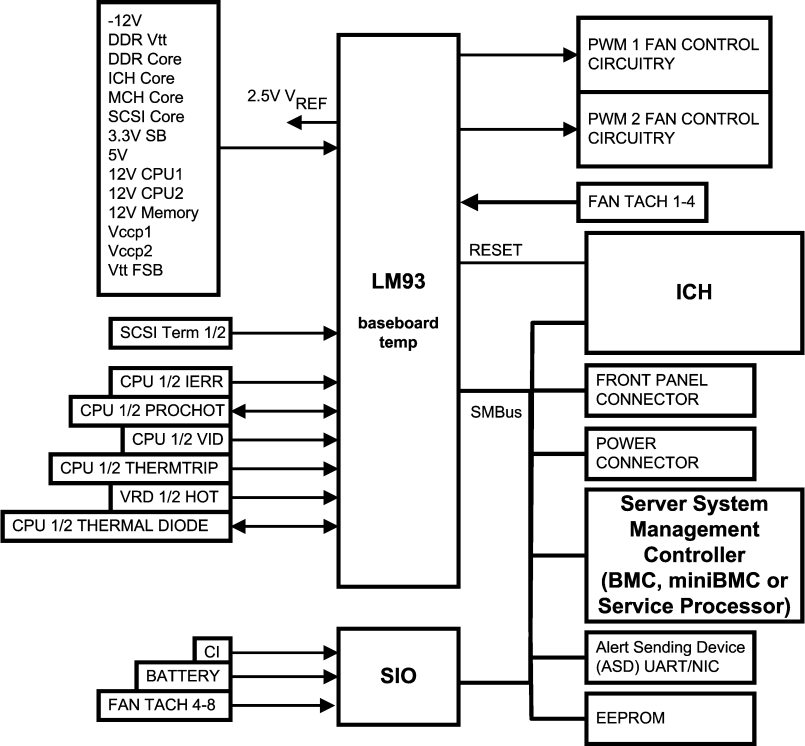 -12V
DDR Vtt
DDR Core
ICH Core
MCH Core
SCSI Core
3.3V SB
5V
12V CPU1
12V CPU2
12V Memory
Vccp1
Vccp2
Vtt FSB
2.5V VREF
SCSI Term 1/2
CPU 1/2 IERR
CPU 1/2 PROCHOT
CPU 1/2 VID
CPU 1/2 THERMTRIP
VRD 1/2 HOT
CPU 1/2 THERMAL DIODE
LM93
baseboard
temp
PWM 1 FAN CONTROL
CIRCUITRY
PWM 2 FAN CONTROL
CIRCUITRY
FAN TACH 1-4
RESET
ICH
SMBus
FRONT PANEL
CONNECTOR
POWER
CONNECTOR
Server System
Management
Controller
(BMC, miniBMC or
Service Processor)
CI
BATTERY
FAN TACH 4-8
SIO
Alert Sending Device
(ASD) UART/NIC
EEPROM